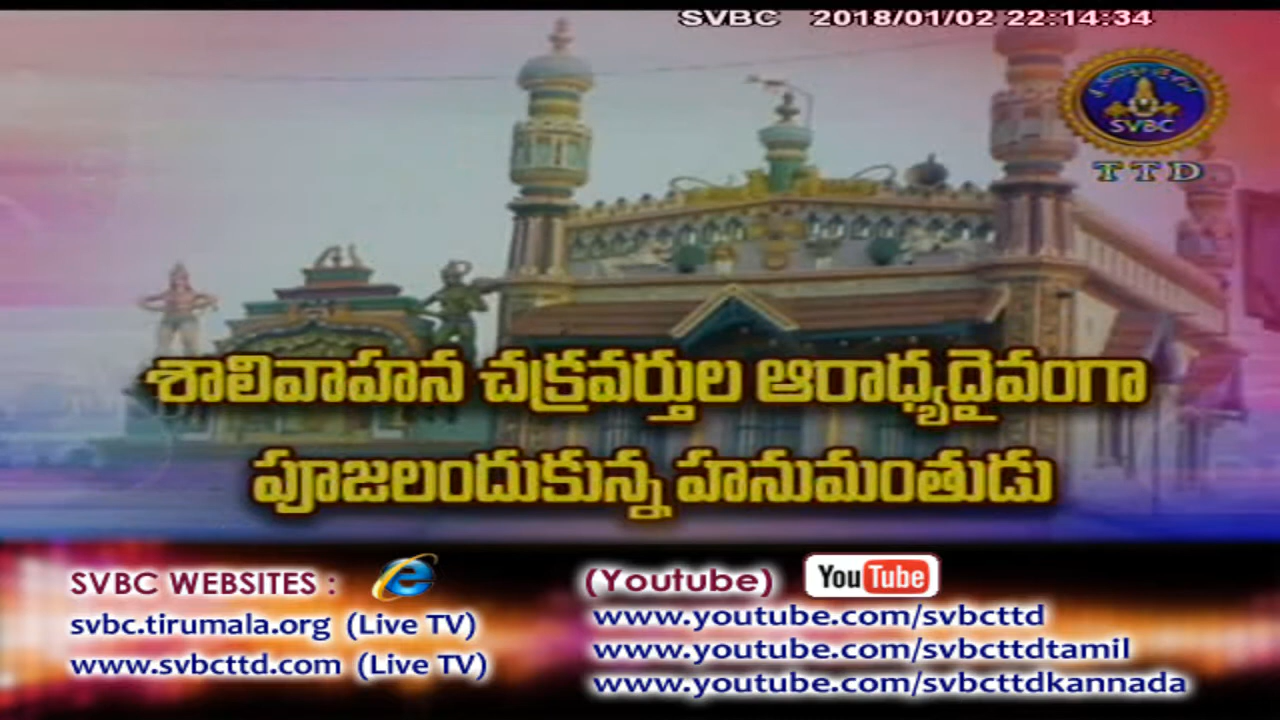 SVBC 2018/01/02 22:14:34
SVBC
T T D
శాలివాహన చక్రవర్తుల ఆరాధ్యదైవంగా
పూజలందుకున్న హనుమంతుడు
SVBC WEBSITES :
svbc.tirumala.org (Live TV)
www.svbcttd.com (Live TV)
(Youtube) YouTube
www.youtube.com/svbcttd
www.youtube.com/svbcttdtamil
www.youtube.com/svbcttdkannada